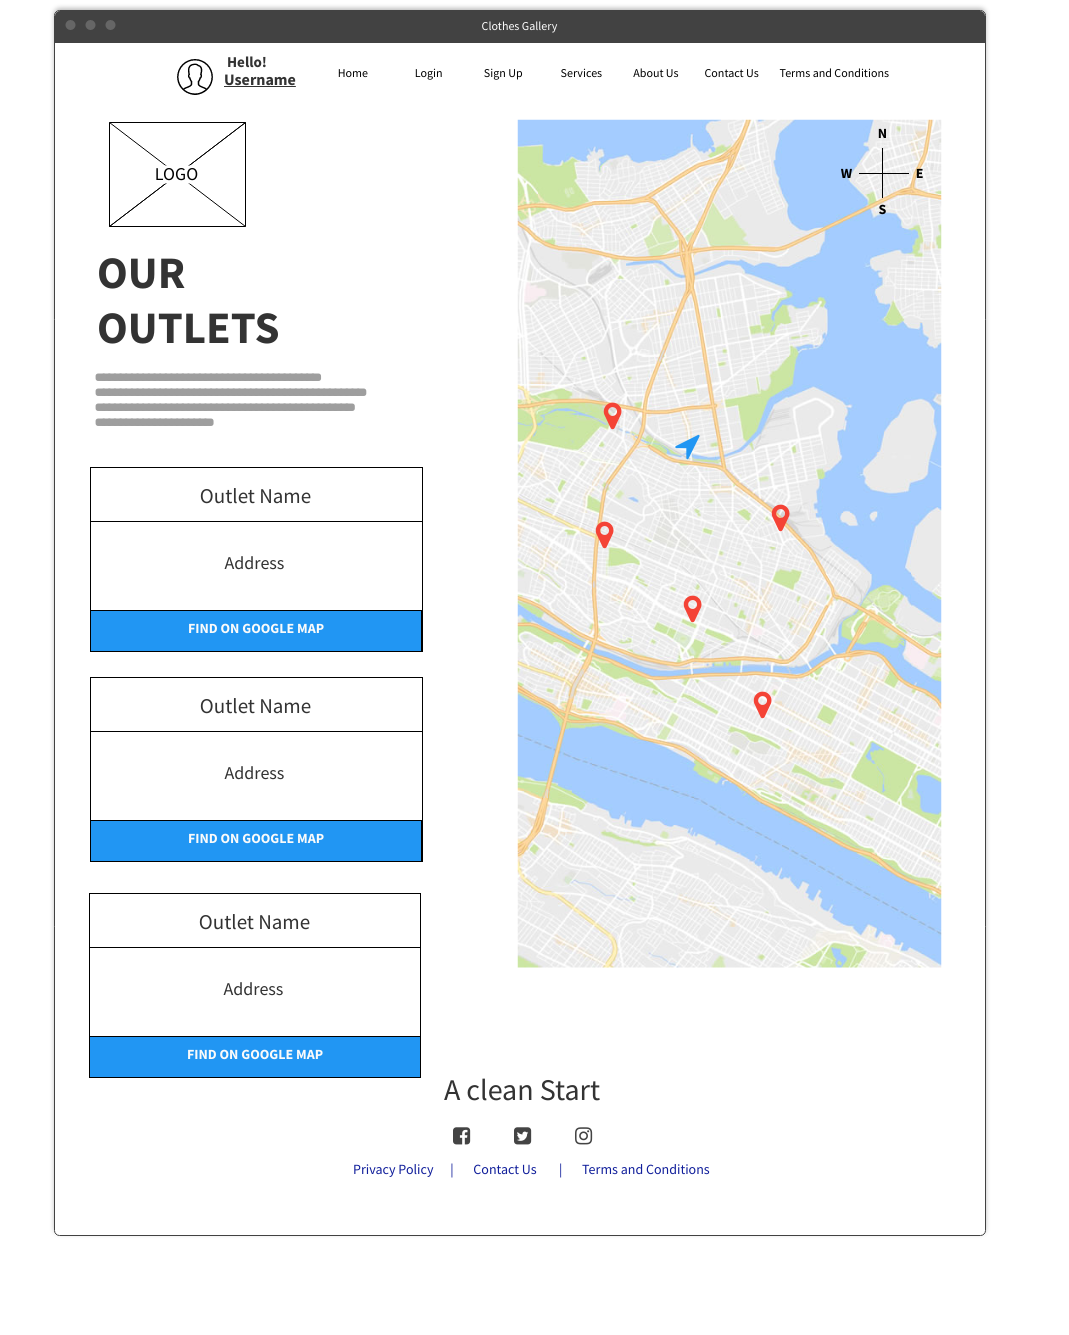 Clothes Gallery
Hello!
Username
Home Login Sign Up Services About Us Contact Us Terms and Conditions
LOGO
N
W E
S
OUR
OUTLETS
Outlet Name
Address
FIND ON GOOGLE MAP
Outlet Name
Address
FIND ON GOOGLE MAP
Outlet Name
Address
FIND ON GOOGLE MAP
A clean Start
Privacy Policy | Contact Us | Terms and Conditions